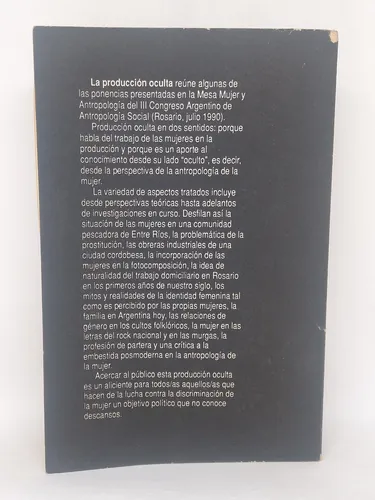 La producción oculta reúne algunas de
las ponencias presentadas en la Mesa Mujer y
Antropología del III Congreso Argentino de
Antropología Social (Rosario, julio 1990).
Producción oculta en dos sentidos: porque
habla del trabajo de las mujeres en la
producción y porque es un aporte al
conocimiento desde su lado "oculto", es decir,
desde la perspectiva de la antropología de la
mujer.
La variedad de aspectos tratados incluye
desde perspectivas teóricas hasta adelantos
de investigaciones en curso. Desfilan así la
situación de las mujeres en una comunidad
pescadora de Entre Ríos, la problemática de la
prostitución, las obreras industriales de una
ciudad cordobesa, la incorporación de las
mujeres en la fotocomposición, la idea de
naturalidad del trabajo domiciliario en Rosario
en los primeros años de nuestro siglo, los
mitos y realidades de la identidad femenina tal
como es percibido por las propias mujeres, la
familia en Argentina hoy, las relaciones de
género en los cultos folklóricos, la mujer en las
letras del rock nacional y en las murgas, la
profesión de partera y una crítica a la
embestida posmoderna en la antropología de
la mujer.
Acercar al público esta producción oculta
es un aliciente para todos/as aquellos/as que
hacen de la lucha contra la discriminación de
la mujer un objetivo político que no conoce
descansos.